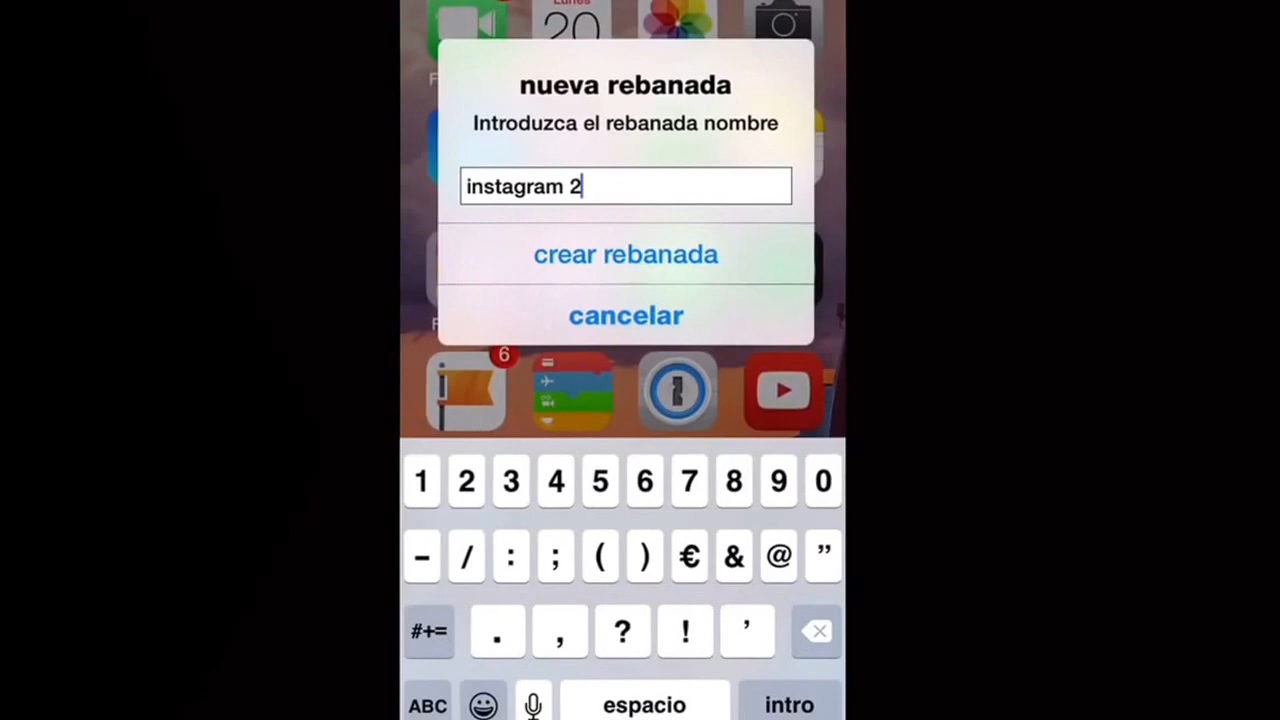 Lunes
20
nueva rebanada
Introduzca el rebanada nombre
instagram 2
crear rebanada
cancelar
6
1 2 3 4 5 6 7 8 9 0
- / : ; ( ) € & @ ”
#+= . , ? ! ’
ABC espacio intro